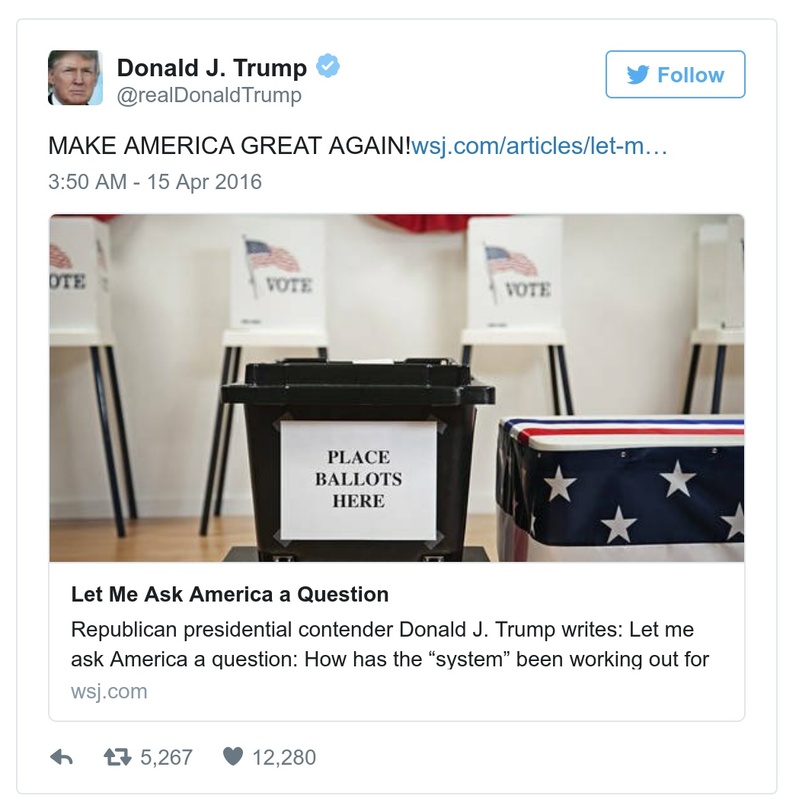 Donald J. Trump
Follow
@realDonaldTrump
MAKE AMERICA GREAT AGAIN!wsj.com/articles/let-m…
3:50 AM - 15 Apr 2016
OTE
VOTE
VOTE
PLACE
BALLOTS
HERE
Let Me Ask America a Question
Republican presidential contender Donald J. Trump writes: Let me
ask America a question: How has the “system” been working out for
wsj.com
5,267
12,280